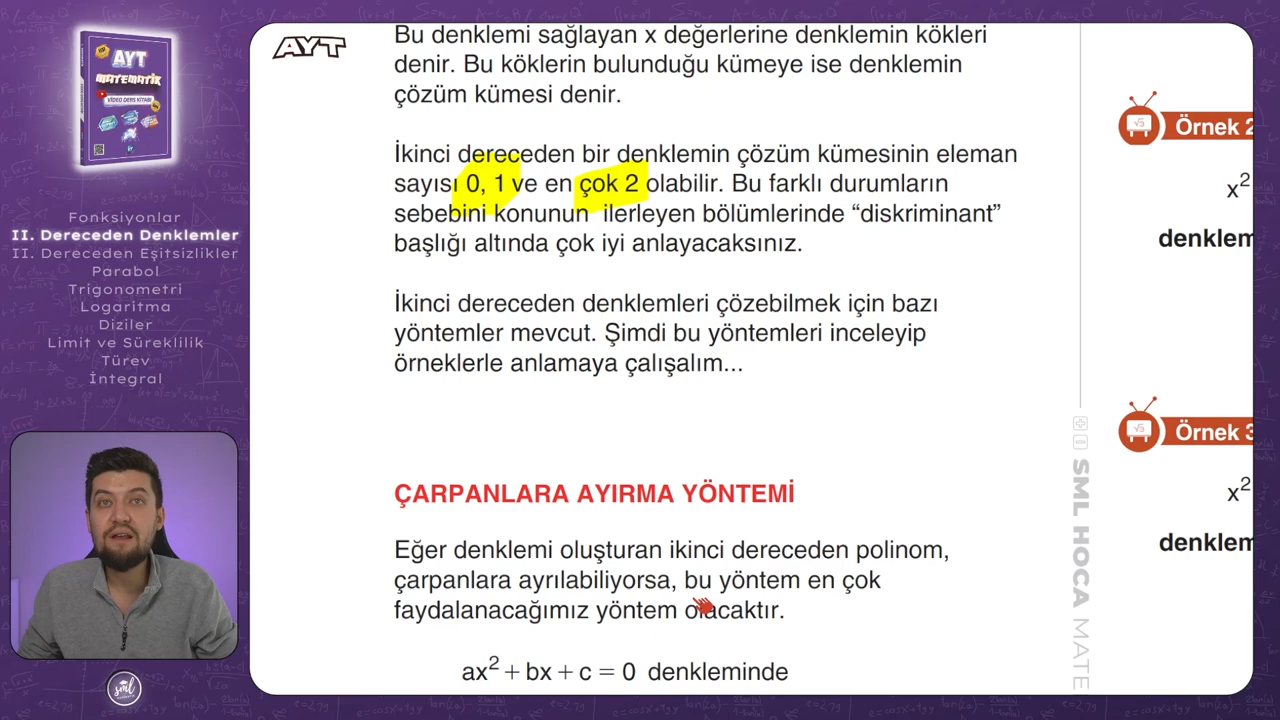 AYT
MATEMATİK
VİDEO DERS KİTABI
Fonksiyonlar
II. Dereceden Denklemler
II. Dereceden Eşitsizlikler
Parabol
Trigonometri
Logaritma
Diziler
Limit ve Süreklilik
Türev
İntegral
sml
AYT
Bu denklemi sağlayan x değerlerine denklemin kökleri
denir. Bu köklerin bulunduğu kümeye ise denklemin
çözüm kümesi denir.
İkinci dereceden bir denklemin çözüm kümesinin eleman
sayısı 0, 1 ve en çok 2 olabilir. Bu farklı durumların
sebebini konunun ilerleyen bölümlerinde “diskriminant”
başlığı altında çok iyi anlayacaksınız.
İkinci dereceden denklemleri çözebilmek için bazı
yöntemler mevcut. Şimdi bu yöntemleri inceleyip
örneklerle anlamaya çalışalım...
ÇARPANLARA AYIRMA YÖNTEMİ
Eğer denklemi oluşturan ikinci dereceden polinom,
çarpanlara ayrılabiliyorsa, bu yöntem en çok
faydalanacağımız yöntem olacaktır.
ax² + bx + c = 0 denkleminde
SML HOCA MATE
√5
Örnek 2
x²
denklem
√5
Örnek 3
x²
denklem